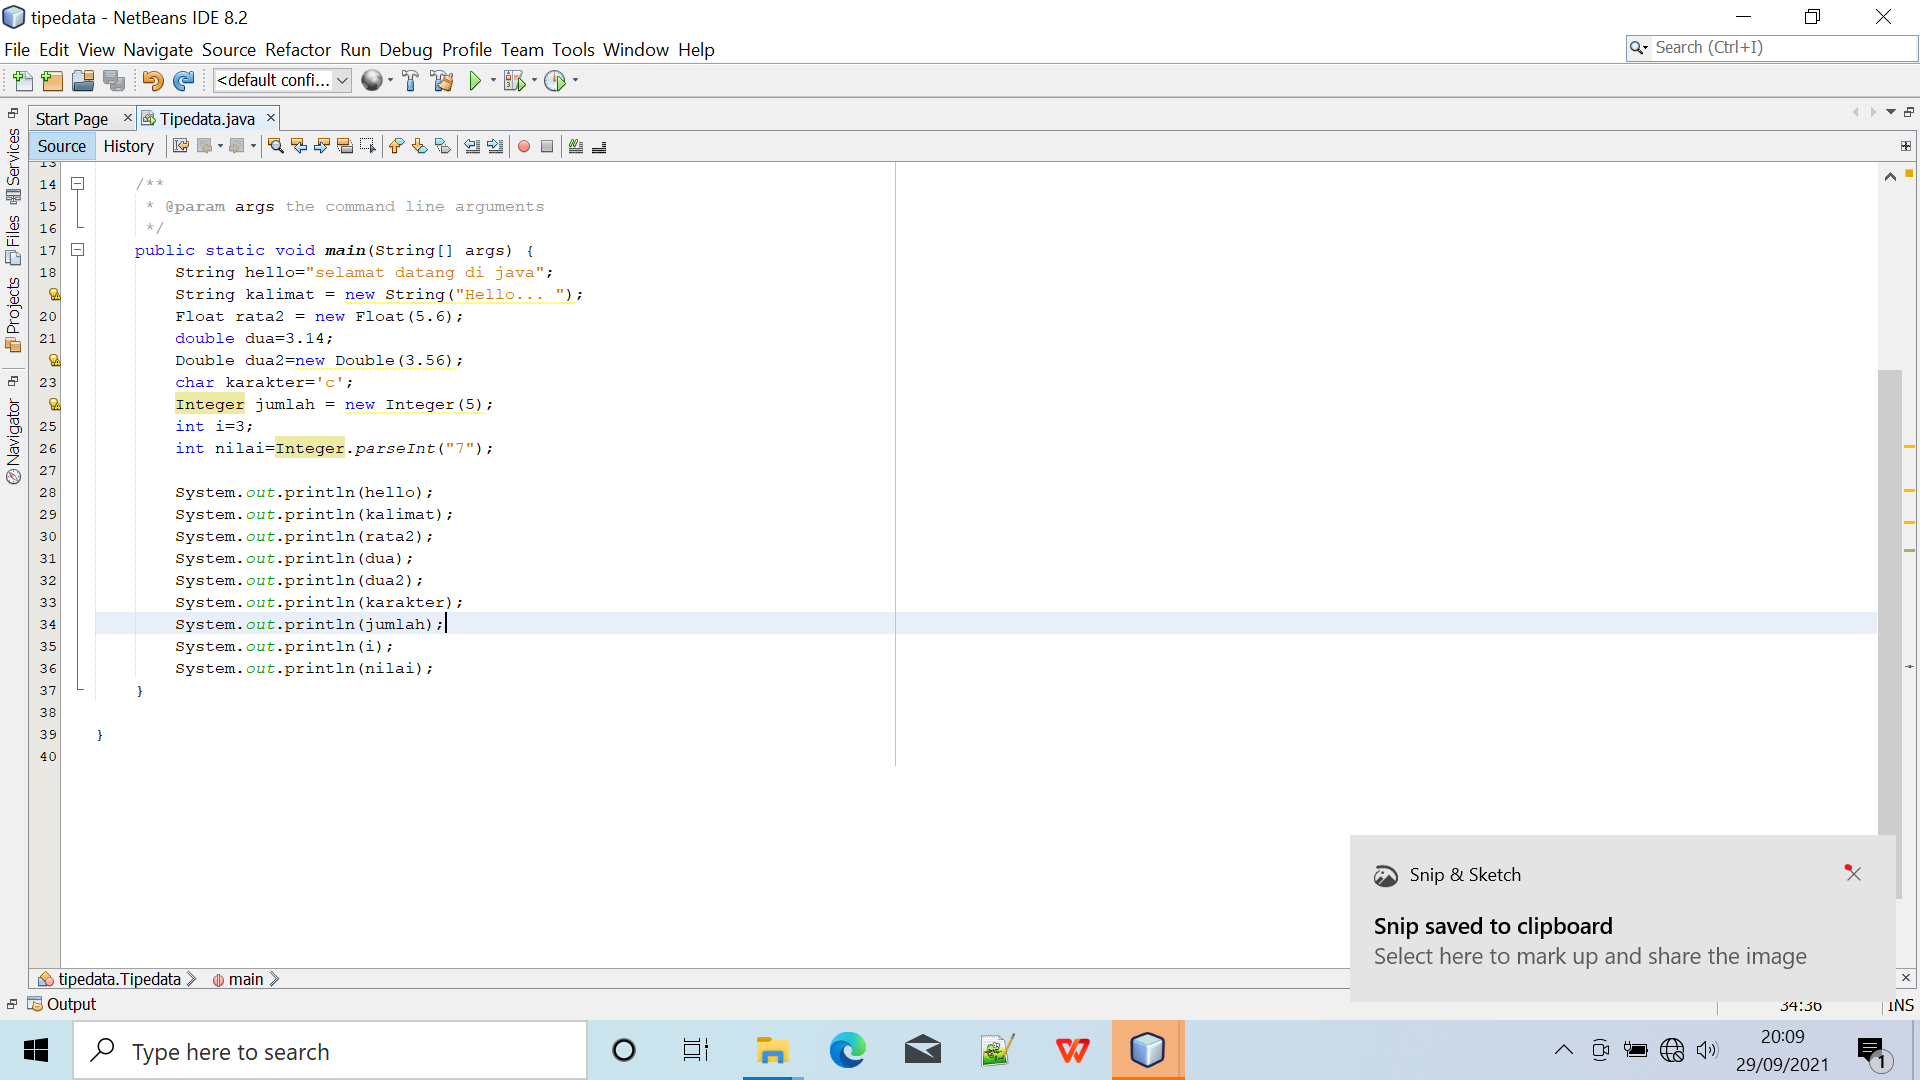 tipedata - NetBeans IDE 8.2
File Edit View Navigate Source Refactor Run Debug Profile Team Tools Window Help
Search (Ctrl+I)
<default confi...
Start Page × Tipedata.java ×
Source History
Services
Files
Projects
Navigator
13
14 /**
15 * @param args the command line arguments
16 */
17 public static void main(String[] args) {
18 String hello="selamat datang di java";
String kalimat = new String("Hello... ");
20 Float rata2 = new Float(5.6);
21 double dua=3.14;
Double dua2=new Double(3.56);
23 char karakter='c';
Integer jumlah = new Integer(5);
25 int i=3;
26 int nilai=Integer.parseInt("7");
27
28 System.out.println(hello);
29 System.out.println(kalimat);
30 System.out.println(rata2);
31 System.out.println(dua);
32 System.out.println(dua2);
33 System.out.println(karakter);
34 System.out.println(jumlah);
35 System.out.println(i);
36 System.out.println(nilai);
37 }
38
39 }
40
Snip & Sketch
Snip saved to clipboard
Select here to mark up and share the image
tipedata.Tipedata main
Output
34:36 INS
Type here to search
20:09
29/09/2021
1